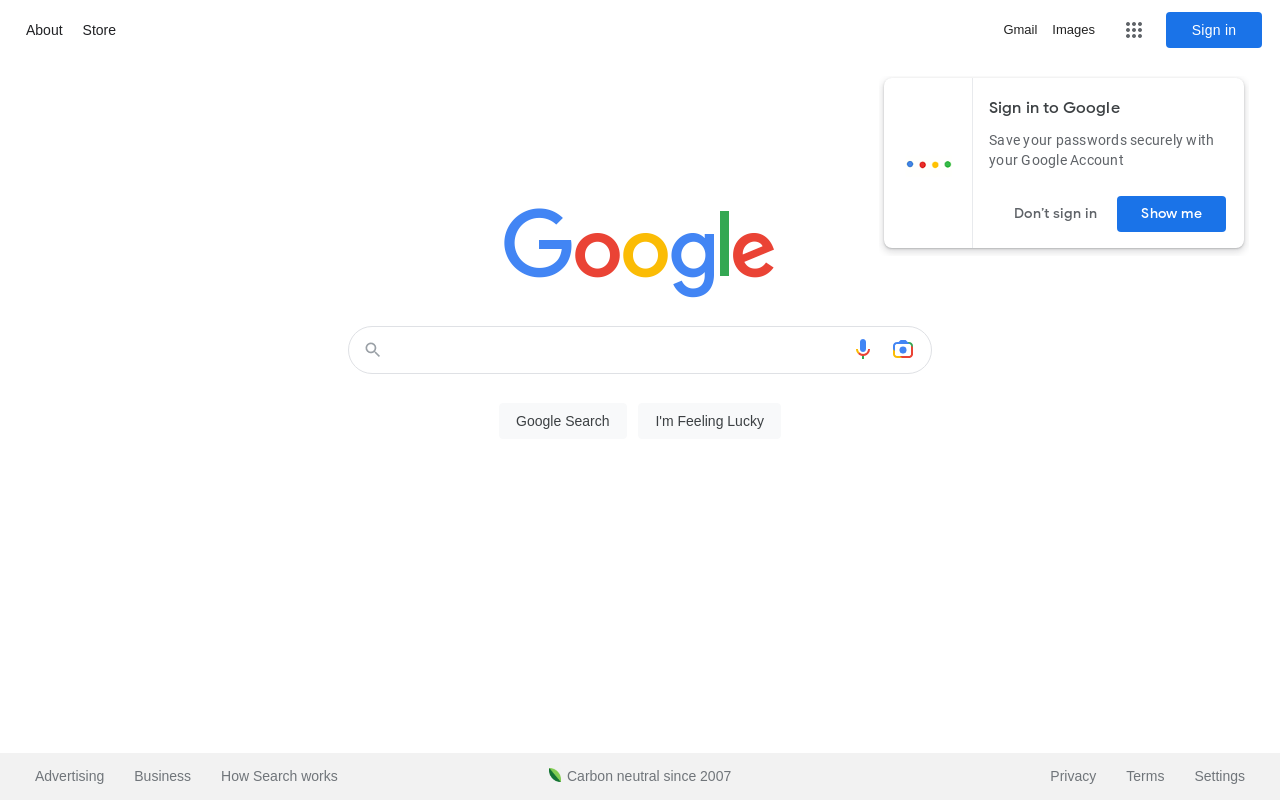 About Store
Gmail Images
Sign in
Sign in to Google
Save your passwords securely with
your Google Account
Don't sign in
Show me
Google
Google Search
I'm Feeling Lucky
Advertising Business How Search works
Carbon neutral since 2007
Privacy Terms Settings